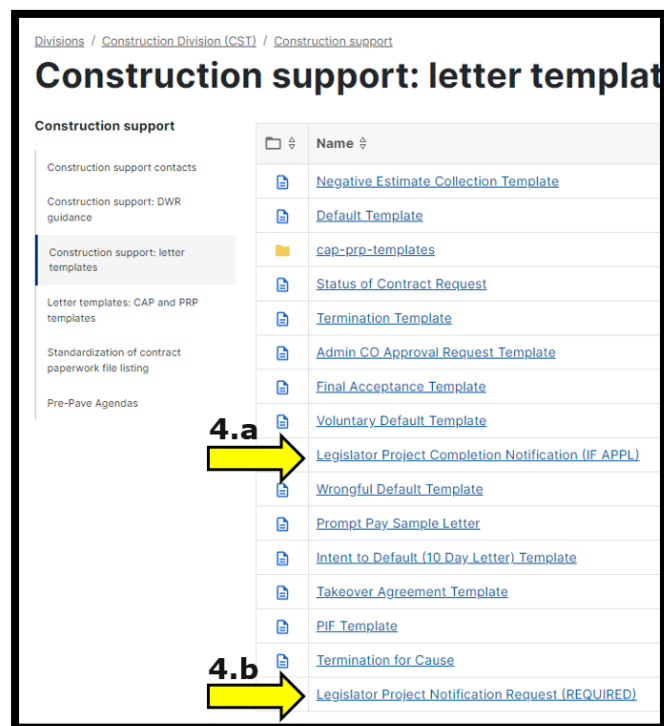 Divisions / Construction Division (CST) / Construction support
Construction support: letter templat
Construction support
Construction support contacts
Construction support: DWR
guidance
Construction support: letter
templates
Letter templates: CAP and PRP
templates
Standardization of contract
paperwork file listing
Pre-Pave Agendas
Name
Negative Estimate Collection Template
Default Template
cap-prp-templates
Status of Contract Request
Termination Template
Admin CO Approval Request Template
Final Acceptance Template
Voluntary Default Template
4.a
Legislator Project Completion Notification (IF APPL)
Wrongful Default Template
Prompt Pay Sample Letter
Intent to Default (10 Day Letter) Template
Takeover Agreement Template
PIF Template
Termination for Cause
4.b
Legislator Project Notification Request (REQUIRED)